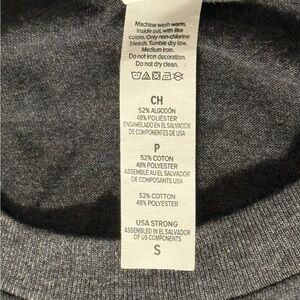 Machine wash warm.
Inside out, with like
colors. Only non-chlorine
bleach. Tumble dry low.
Medium Iron.
Do not iron decoration.
Do not dry clean.
CH
52% ALGODÓN
48% POLIÉSTER
ENSAMBLADO EN EL SALVADOR
DE COMPONENTES DE USA
P
52% COTON
48% POLYESTER
ASSEMBLÉ AU EL SALVADOR
DE COMPOSANTS USA
52% COTTON
48% POLYESTER
USA STRONG
ASSEMBLED IN EL SALVADOR
OF US COMPONENTS
S